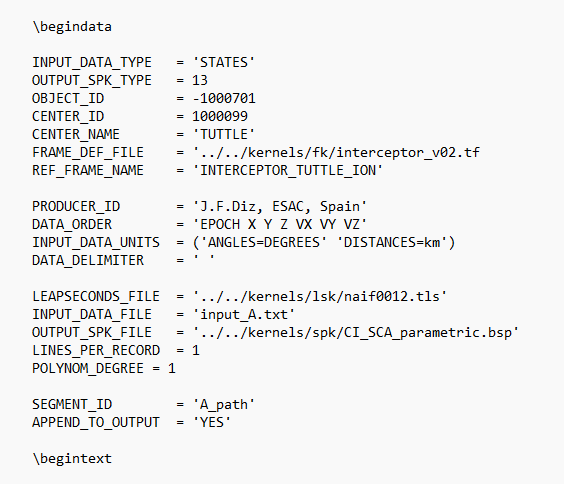 \begindata
INPUT_DATA_TYPE = 'STATES'
OUTPUT_SPK_TYPE = 13
OBJECT_ID = -1000701
CENTER_ID = 1000099
CENTER_NAME = 'TUTTLE'
FRAME_DEF_FILE = '../../kernels/fk/interceptor_v02.tf
REF_FRAME_NAME = 'INTERCEPTOR_TUTTLE_ION'
PRODUCER_ID = 'J.F.Diz, ESAC, Spain'
DATA_ORDER = 'EPOCH X Y Z VX VY VZ'
INPUT_DATA_UNITS = ('ANGLES=DEGREES' 'DISTANCES=km')
DATA_DELIMITER = ' '
LEAPSECONDS_FILE = '../../kernels/lsk/naif0012.tls'
INPUT_DATA_FILE = 'input_A.txt'
OUTPUT_SPK_FILE = '../../kernels/spk/CI_SCA_parametric.bsp'
LINES_PER_RECORD = 1
POLYNOM_DEGREE = 1
SEGMENT_ID = 'A_path'
APPEND_TO_OUTPUT = 'YES'
\begintext